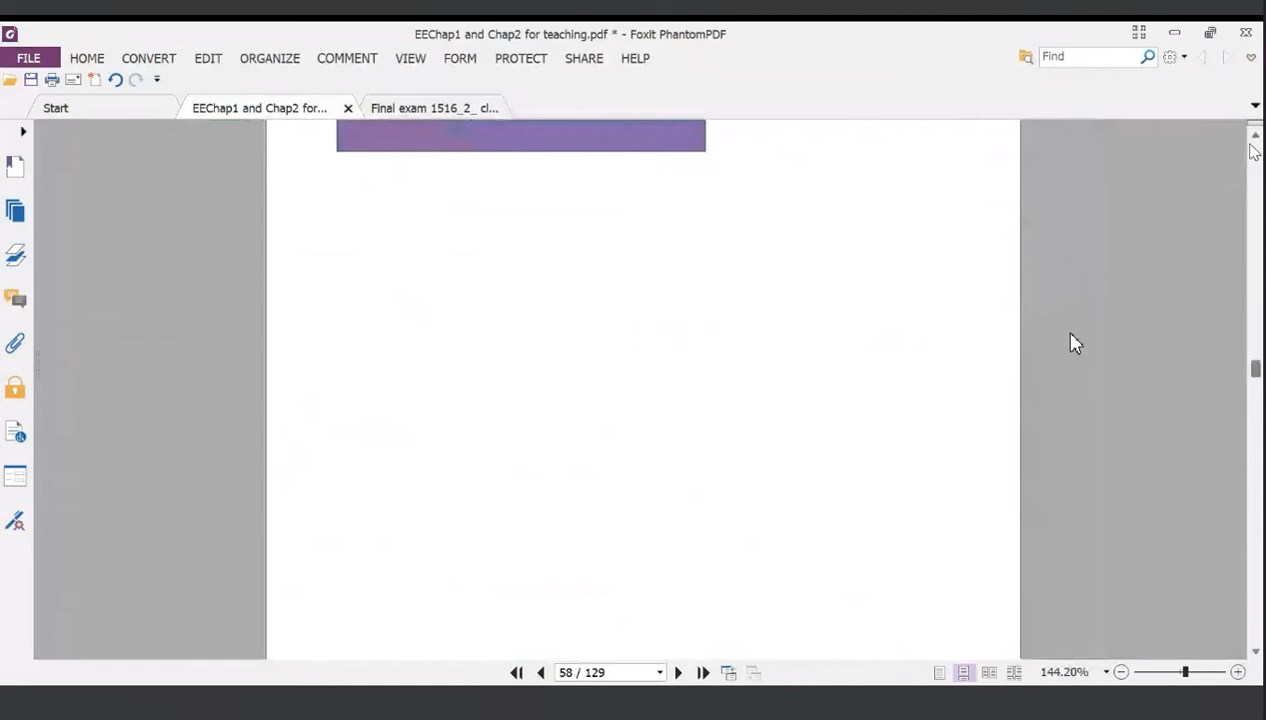 EEChap1 and Chap2 for teaching.pdf * - Foxit PhantomPDF
FILE HOME CONVERT EDIT ORGANIZE COMMENT VIEW FORM PROTECT SHARE HELP
Find
Start
EEChap1 and Chap2 for...
Final exam 1516_2_ cl...
58 / 129
144.20%